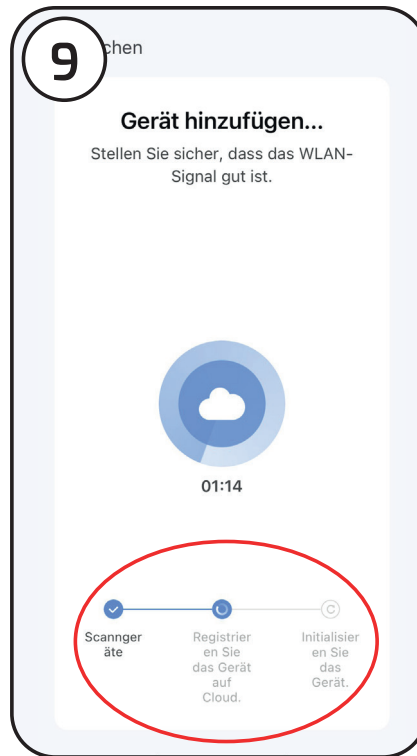 9
chen
Gerät hinzufügen...
Stellen Sie sicher, dass das WLAN-
Signal gut ist.
01:14
Scannger
äte
Registrier
en Sie
das Gerät
auf
Cloud.
Initialisier
en Sie
das
Gerät.